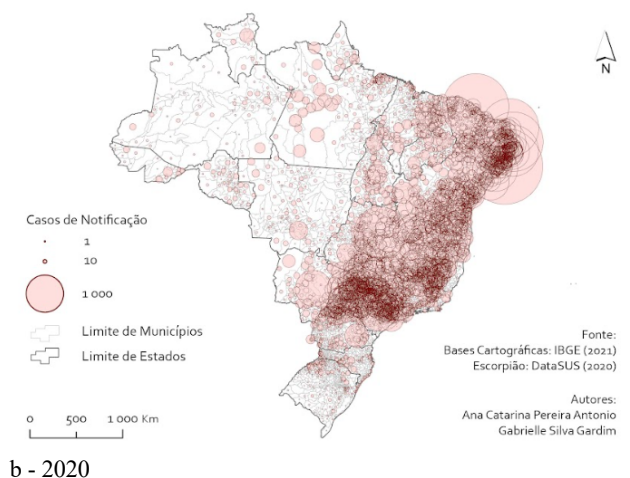 N
Casos de Notificação
1
10
1 000
Limite de Municípios
Limite de Estados
0 500 1 000 Km
Fonte:
Bases Cartográficas: IBGE (2021)
Escorpião: DataSUS (2020)
Autores:
Ana Catarina Pereira Antonio
Gabrielle Silva Gardim
b - 2020